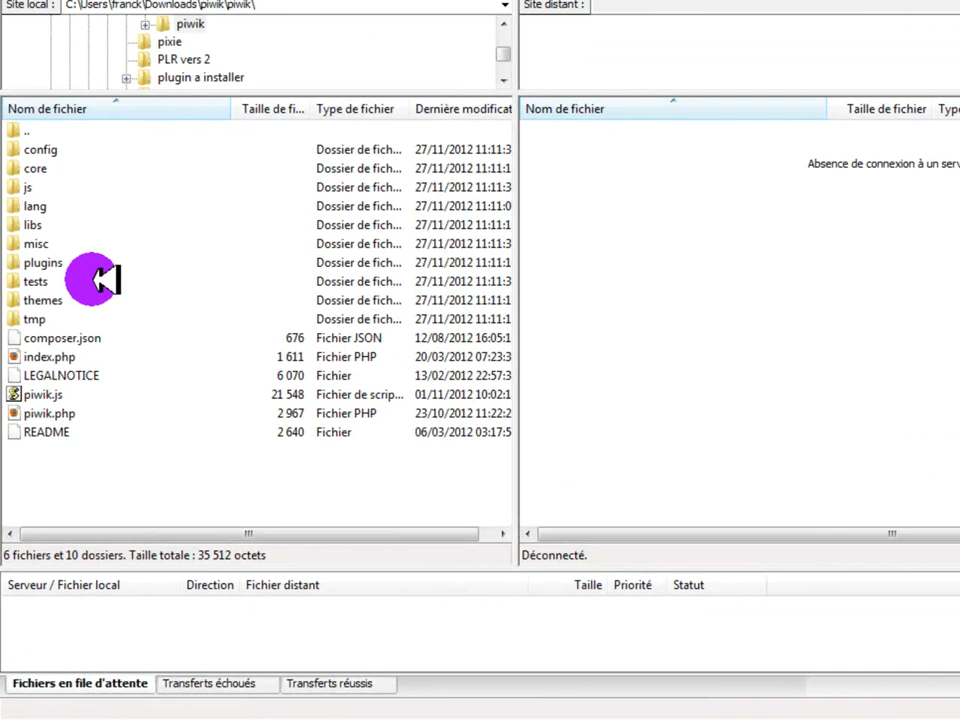 Site local : C:\Users\franck\Downloads\piwik\piwik\
Site distant :
piwik
pixie
PLR vers 2
plugin a installer
Nom de fichier Taille de fi... Type de fichier Dernière modificat
Nom de fichier Taille de fichier Typ
..
Absence de connexion à un serv
config Dossier de fich... 27/11/2012 11:11:3
core Dossier de fich... 27/11/2012 11:11:1
js Dossier de fich... 27/11/2012 11:11:3
lang Dossier de fich... 27/11/2012 11:11:0
libs Dossier de fich... 27/11/2012 11:11:1
misc Dossier de fich... 27/11/2012 11:11:3
plugins Dossier de fich... 27/11/2012 11:11:1
tests Dossier de fich... 27/11/2012 11:11:3
themes Dossier de fich... 27/11/2012 11:11:3
tmp Dossier de fich... 27/11/2012 11:11:1
composer.json 676 Fichier JSON 12/08/2012 16:05:1
index.php 1 611 Fichier PHP 20/03/2012 07:23:3
LEGALNOTICE 6 070 Fichier 13/02/2012 22:57:3
piwik.js 21 548 Fichier de scrip... 01/11/2012 10:02:1
piwik.php 2 967 Fichier PHP 23/10/2012 11:22:2
README 2 640 Fichier 06/03/2012 03:17:5
6 fichiers et 10 dossiers. Taille totale : 35 512 octets
Déconnecté.
Serveur / Fichier local Direction Fichier distant Taille Priorité Statut
Fichiers en file d'attente Transferts échoués Transferts réussis